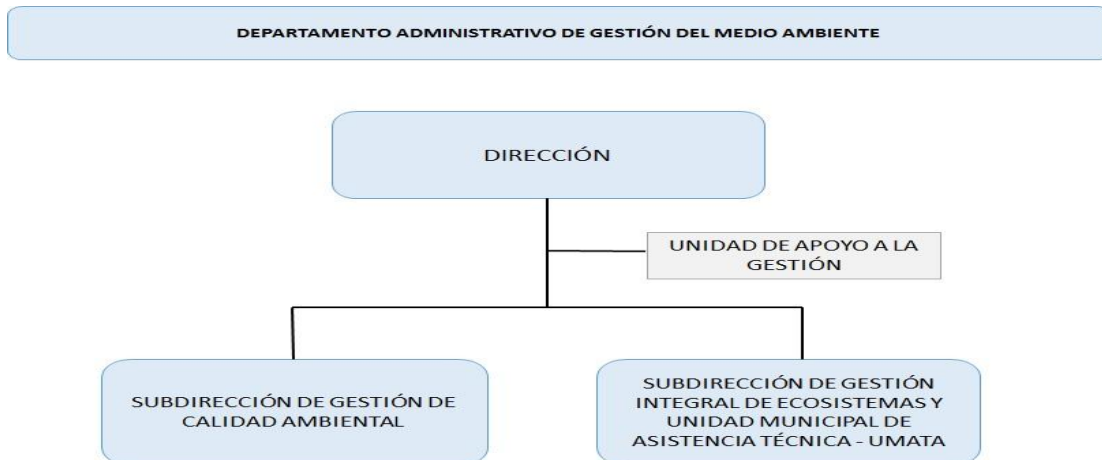 DEPARTAMENTO ADMINISTRATIVO DE GESTIÓN DEL MEDIO AMBIENTE
DIRECCIÓN
UNIDAD DE APOYO A LA
GESTIÓN
SUBDIRECCIÓN DE GESTIÓN DE
CALIDAD AMBIENTAL
SUBDIRECCIÓN DE GESTIÓN
INTEGRAL DE ECOSISTEMAS Y
UNIDAD MUNICIPAL DE
ASISTENCIA TÉCNICA - UMATA